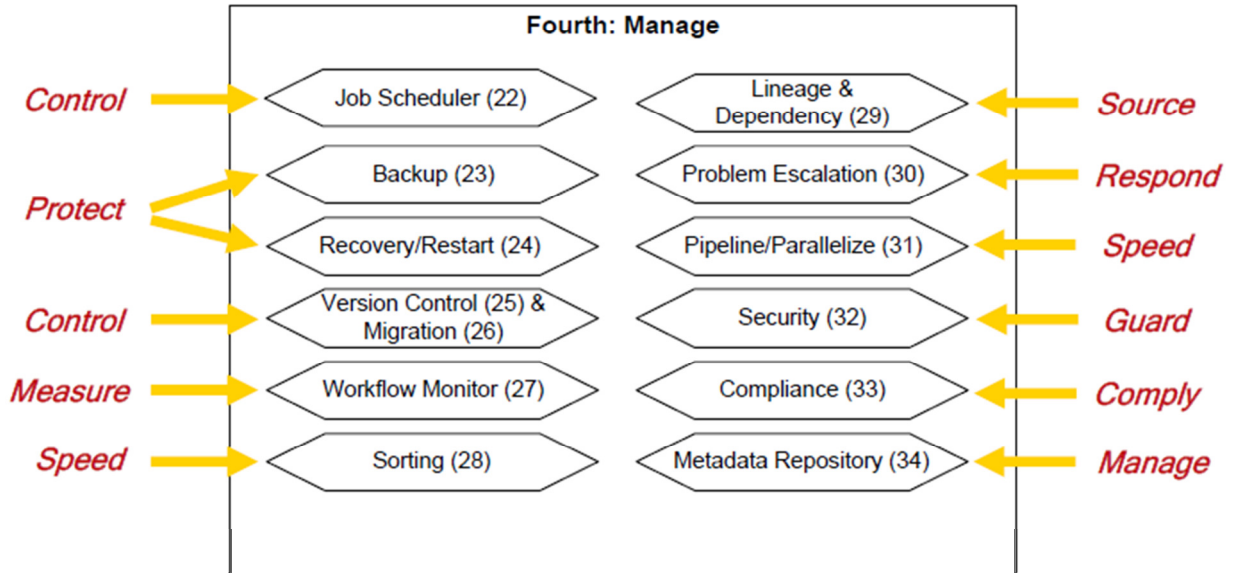 Fourth: Manage
Control
Job Scheduler (22)
Lineage &
Dependency (29)
Source
Protect
Backup (23)
Problem Escalation (30)
Respond
Recovery/Restart (24)
Pipeline/Parallelize (31)
Speed
Control
Version Control (25) &
Migration (26)
Security (32)
Guard
Measure
Workflow Monitor (27)
Compliance (33)
Comply
Speed
Sorting (28)
Metadata Repository (34)
Manage